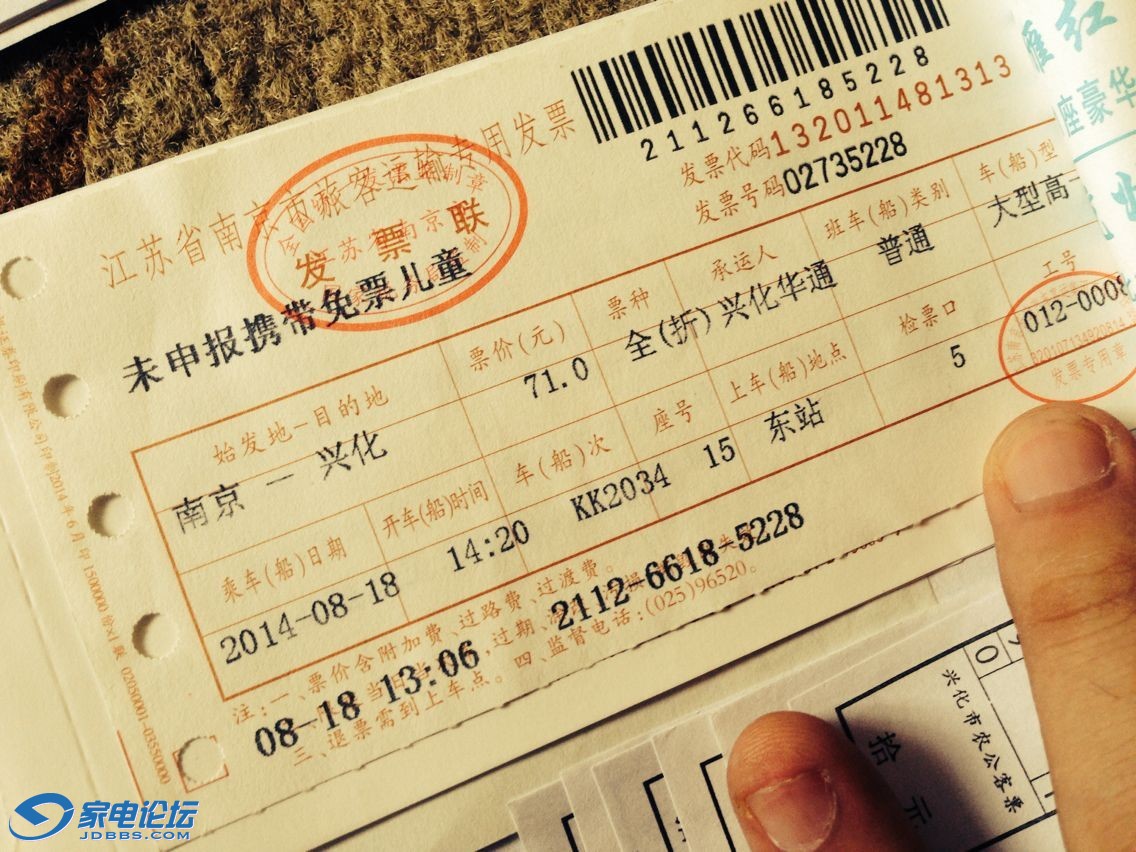 211266185228
江苏省南京市旅客运输专用发票
发票代码132011481313
发票号码02735228
发票联
未申报携带免票儿童
始发地-目的地 票价(元) 票种 承运人 班车(船)类别 车(船)型
南京 — 兴化 71.0 全(折) 兴化华通 普通 大型高
乘车(船)日期 开车(船)时间 车(船)次 座号 上车(船)地点 检票口 工号
2014-08-18 14:20 KK2034 15 东站 5 012-0008
发票专用章
注:一、票价含附加费、过路费、过渡费。
三、退票需到上车点。
四、监督电话:(025)96520。
08-18 13:06 2112-6618-5228
红
座豪华
兴化市农公客票
拾元
0
家电论坛
JDBBS.COM